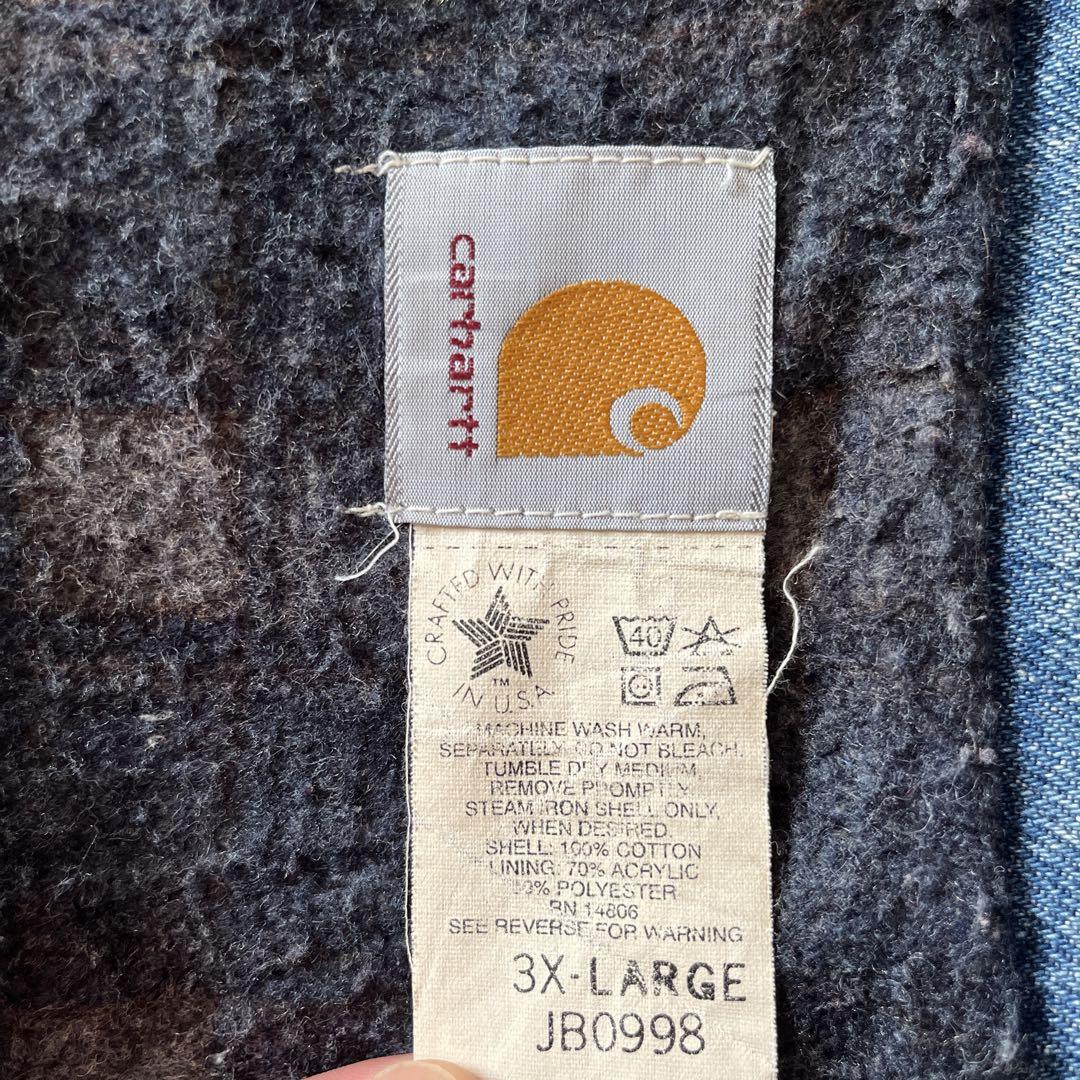 carhartt
CRAFTED WITH PRIDE
TM
IN U.S.A
40
MACHINE WASH WARM,
SEPARATELY. DO NOT BLEACH.
TUMBLE DRY MEDIUM,
REMOVE PROMPTLY.
STEAM IRON SHELL ONLY,
WHEN DESIRED.
SHELL: 100% COTTON
LINING: 70% ACRYLIC
30% POLYESTER
RN 14806
SEE REVERSE FOR WARNING
3X-LARGE
JB0998